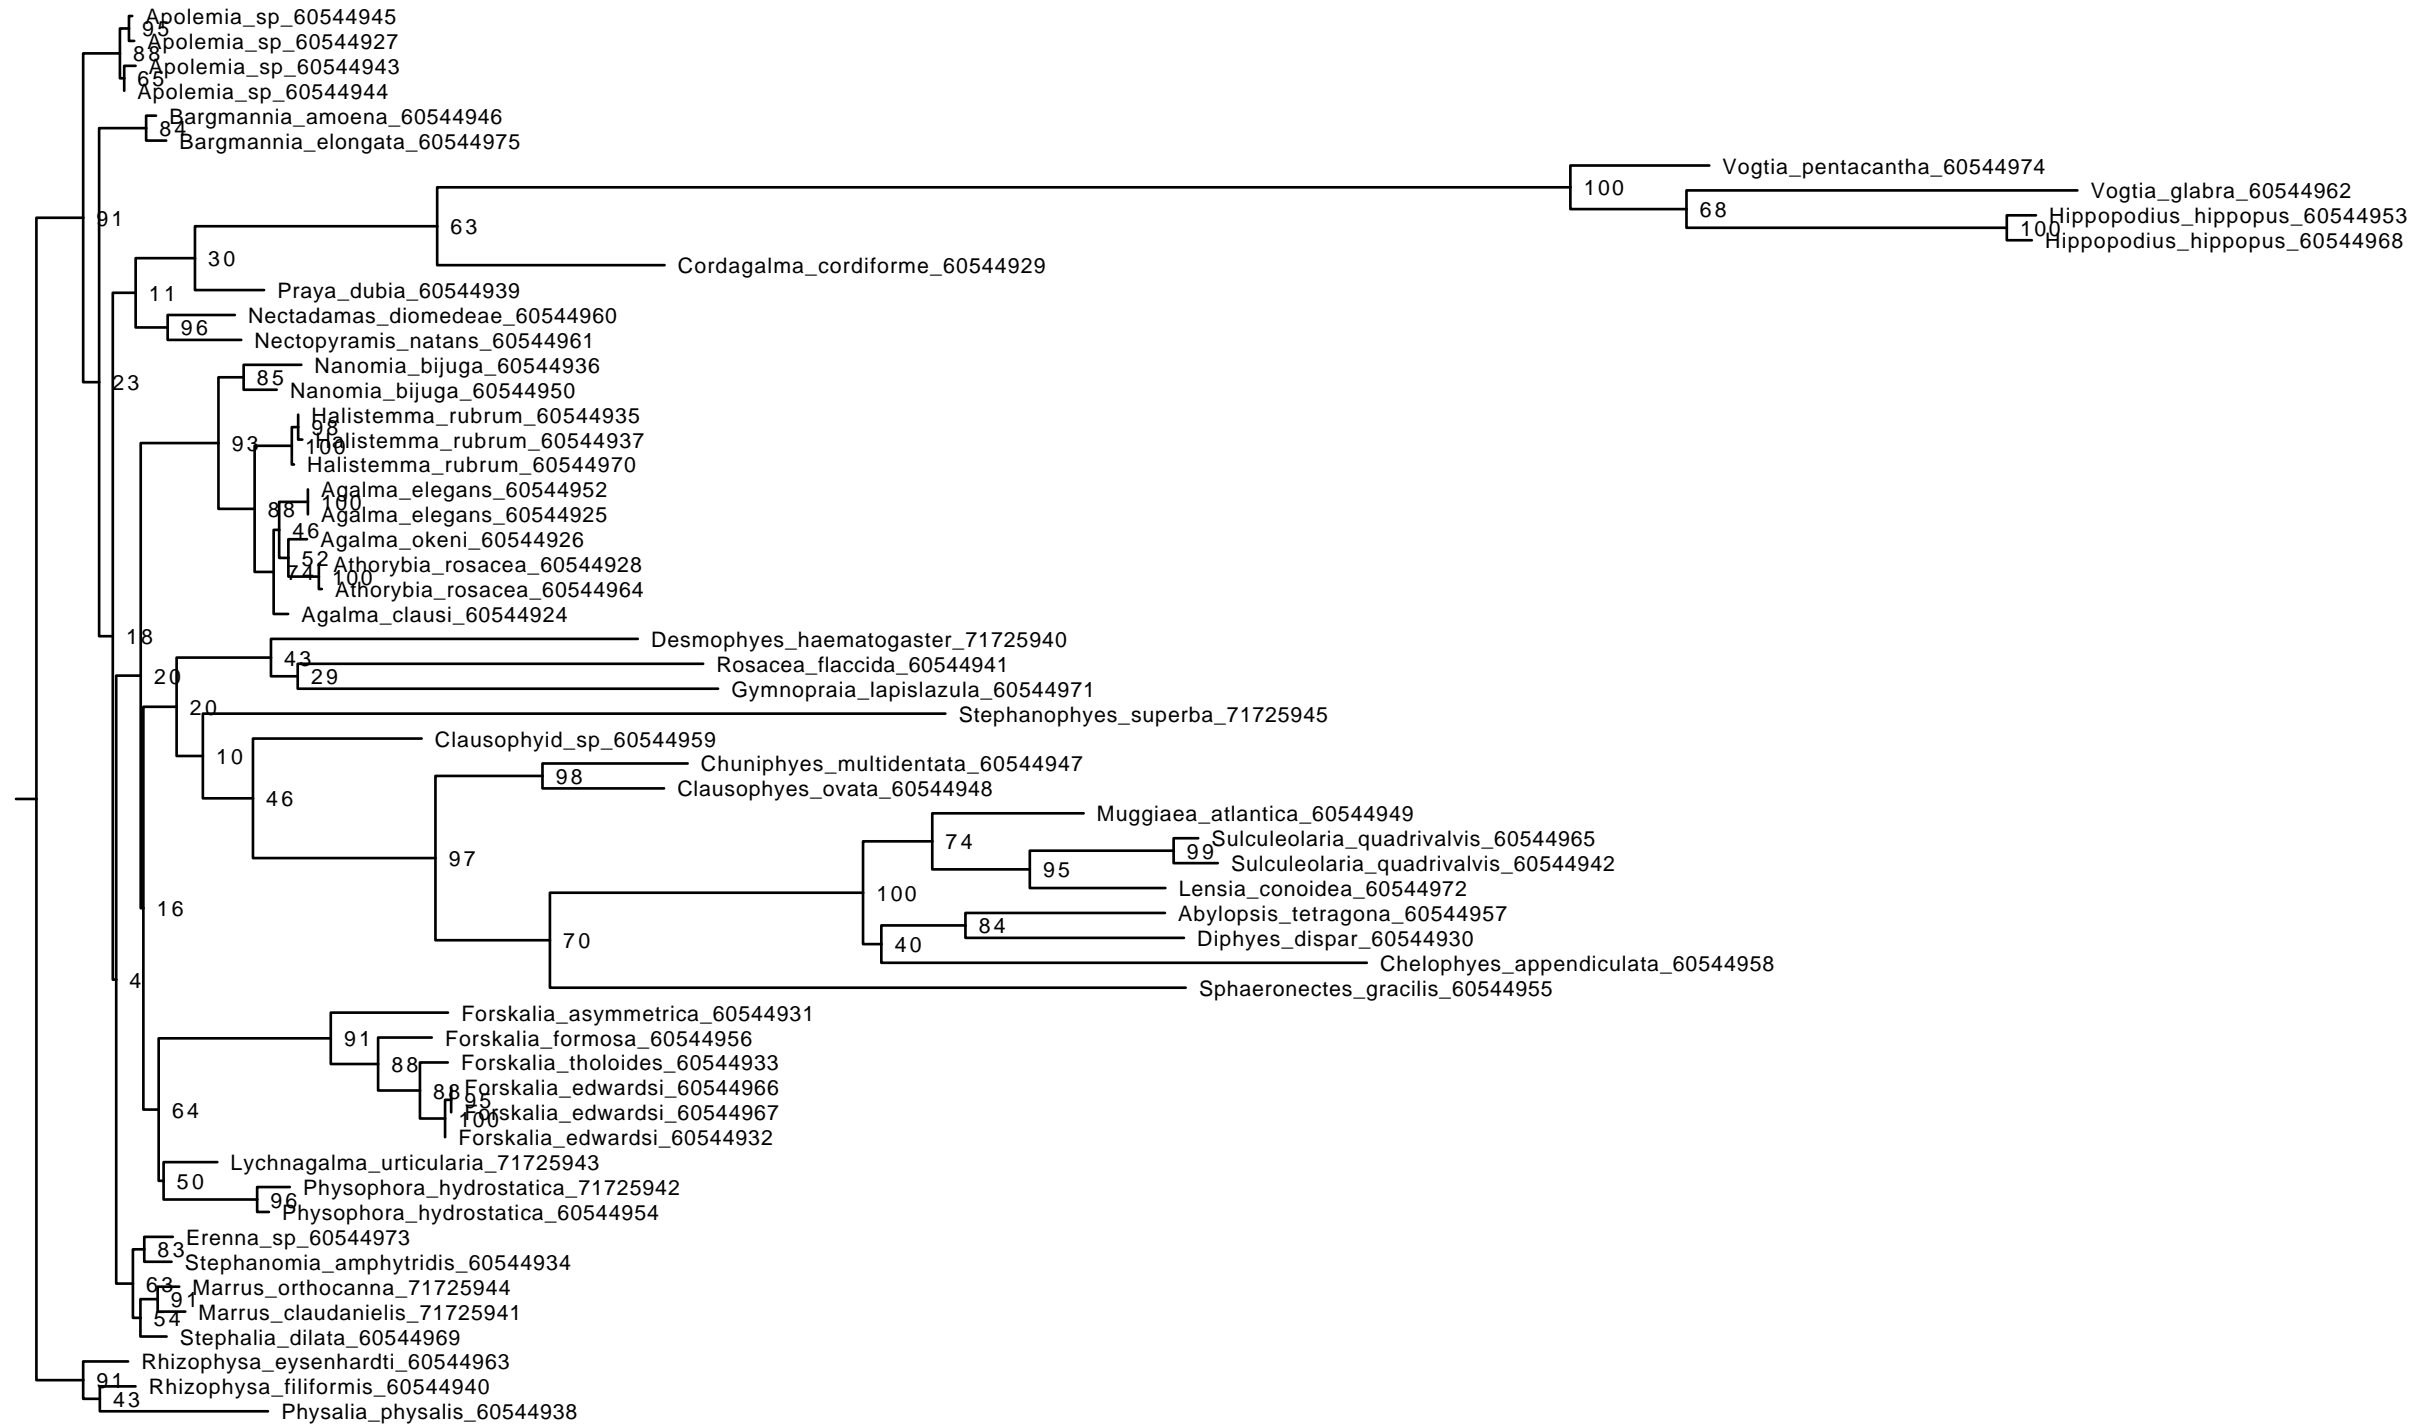 Apolemia_sp_60544945
95
Apolemia_sp_60544927
88
Apolemia_sp_60544943
65
Apolemia_sp_60544944
Bargmannia_amoena_60544946
84
Bargmannia_elongata_60544975
Vogtia_pentacantha_60544974
100
Vogtia_glabra_60544962
68
Hippopodius_hippopus_60544953
91
63
100
Hippopodius_hippopus_60544968
30
Cordagalma_cordiforme_60544929
11
Praya_dubia_60544939
Nectadamas_diomedeae_60544960
96
Nectopyramis_natans_60544961
Nanomia_bijuga_60544936
23
85
Nanomia_bijuga_60544950
Halistemma_rubrum_60544935
98
93
Halistemma_rubrum_60544937
100
Halistemma_rubrum_60544970
Agalma_elegans_60544952
100
88
Agalma_elegans_60544925
46
Agalma_okeni_60544926
52
Athorybia_rosacea_60544928
74
100
Athorybia_rosacea_60544964
Agalma_clausi_60544924
18
Desmophyes_haematogaster_71725940
43
Rosacea_flaccida_60544941
20
29
Gymnopraia_lapislazula_60544971
20
Stephanophyes_superba_71725945
Clausophyid_sp_60544959
10
Chuniphyes_multidentata_60544947
98
Clausophyes_ovata_60544948
46
Muggiaea_atlantica_60544949
74
Sulculeolaria_quadrivalvis_60544965
99
97
Sulculeolaria_quadrivalvis_60544942
95
Lensia_conoidea_60544972
100
16
Abylopsis_tetragona_60544957
84
70
Diphyes_dispar_60544930
40
Chelophyes_appendiculata_60544958
4
Sphaeronectes_gracilis_60544955
Forskalia_asymmetrica_60544931
91
Forskalia_formosa_60544956
88
Forskalia_tholoides_60544933
88
Forskalia_edwardsi_60544966
95
64
Forskalia_edwardsi_60544967
100
Forskalia_edwardsi_60544932
Lychnagalma_urticularia_71725943
50
Physophora_hydrostatica_71725942
96
Physophora_hydrostatica_60544954
Erenna_sp_60544973
83
Stephanomia_amphytridis_60544934
63
Marrus_orthocanna_71725944
91
Marrus_claudanielis_71725941
54
Stephalia_dilata_60544969
Rhizophysa_eysenhardti_60544963
91
Rhizophysa_filiformis_60544940
43
Physalia_physalis_60544938